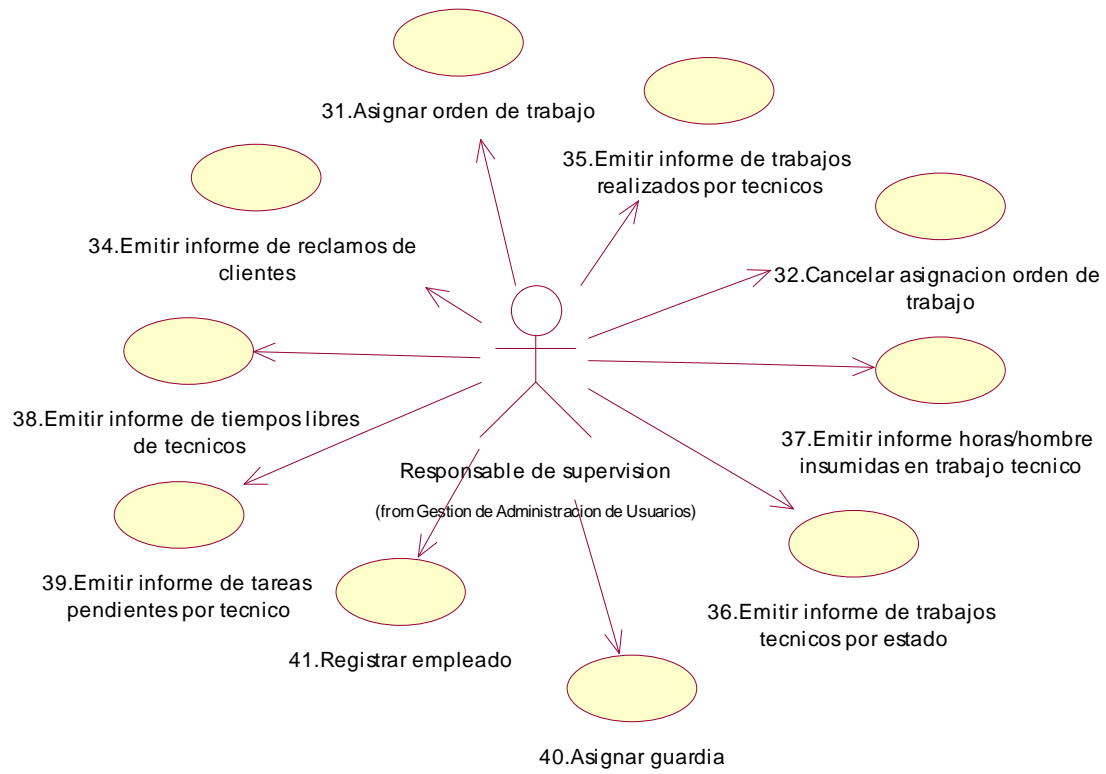 31.Asignar orden de trabajo
35.Emitir informe de trabajos
realizados por tecnicos
34.Emitir informe de reclamos de
clientes
32.Cancelar asignacion orden de
trabajo
38.Emitir informe de tiempos libres
de tecnicos
37.Emitir informe horas/hombre
insumidas en trabajo tecnico
Responsable de supervision
(from Gestion de Administracion de Usuarios)
39.Emitir informe de tareas
pendientes por tecnico
36.Emitir informe de trabajos
tecnicos por estado
41.Registrar empleado
40.Asignar guardia